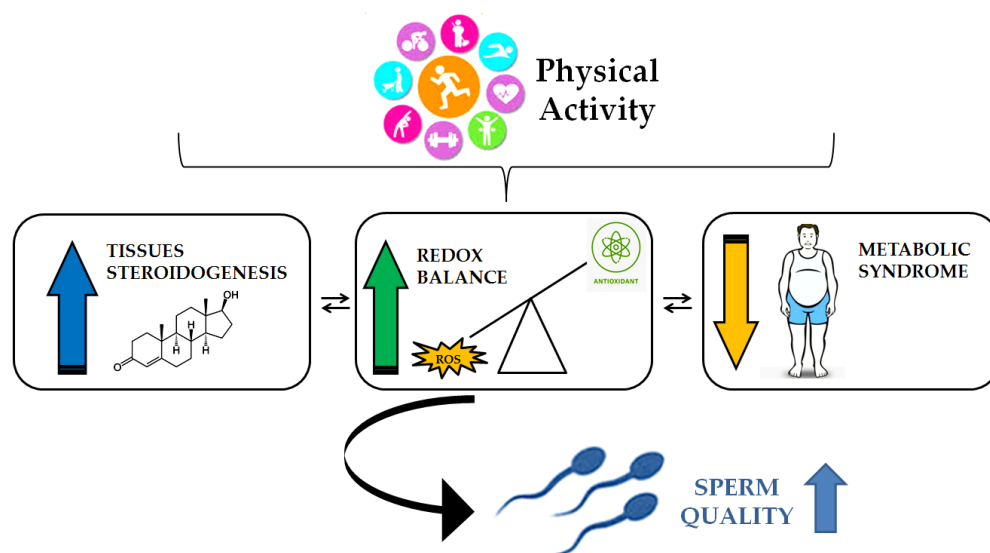 Physical
Activity
TISSUES
STEROIDOGENESIS
OH
H
H
H
O
REDOX
BALANCE
ANTIOXIDANT
ROS
METABOLIC
SYNDROME
SPERM
QUALITY